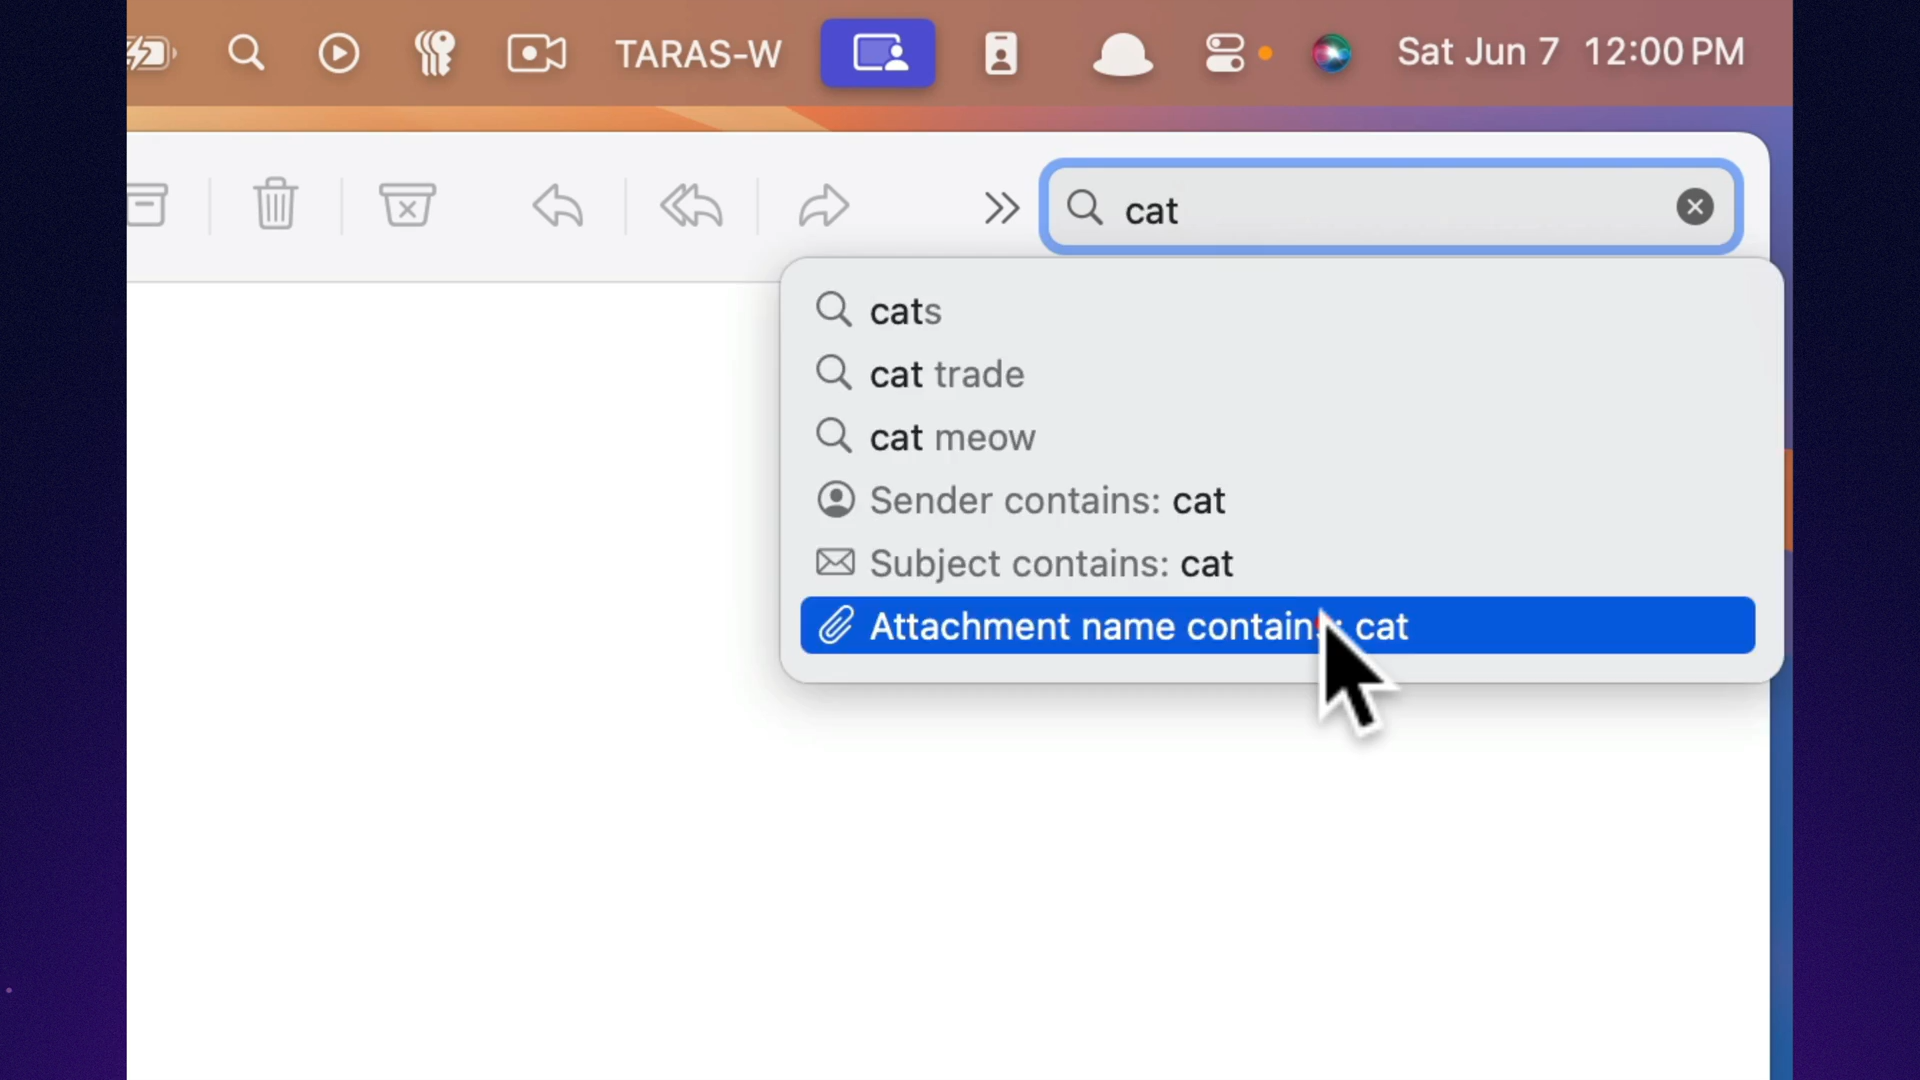 TARAS-W
Sat Jun 7 12:00 PM
cat
cats
cat trade
cat meow
Sender contains: cat
Subject contains: cat
Attachment name contains: cat